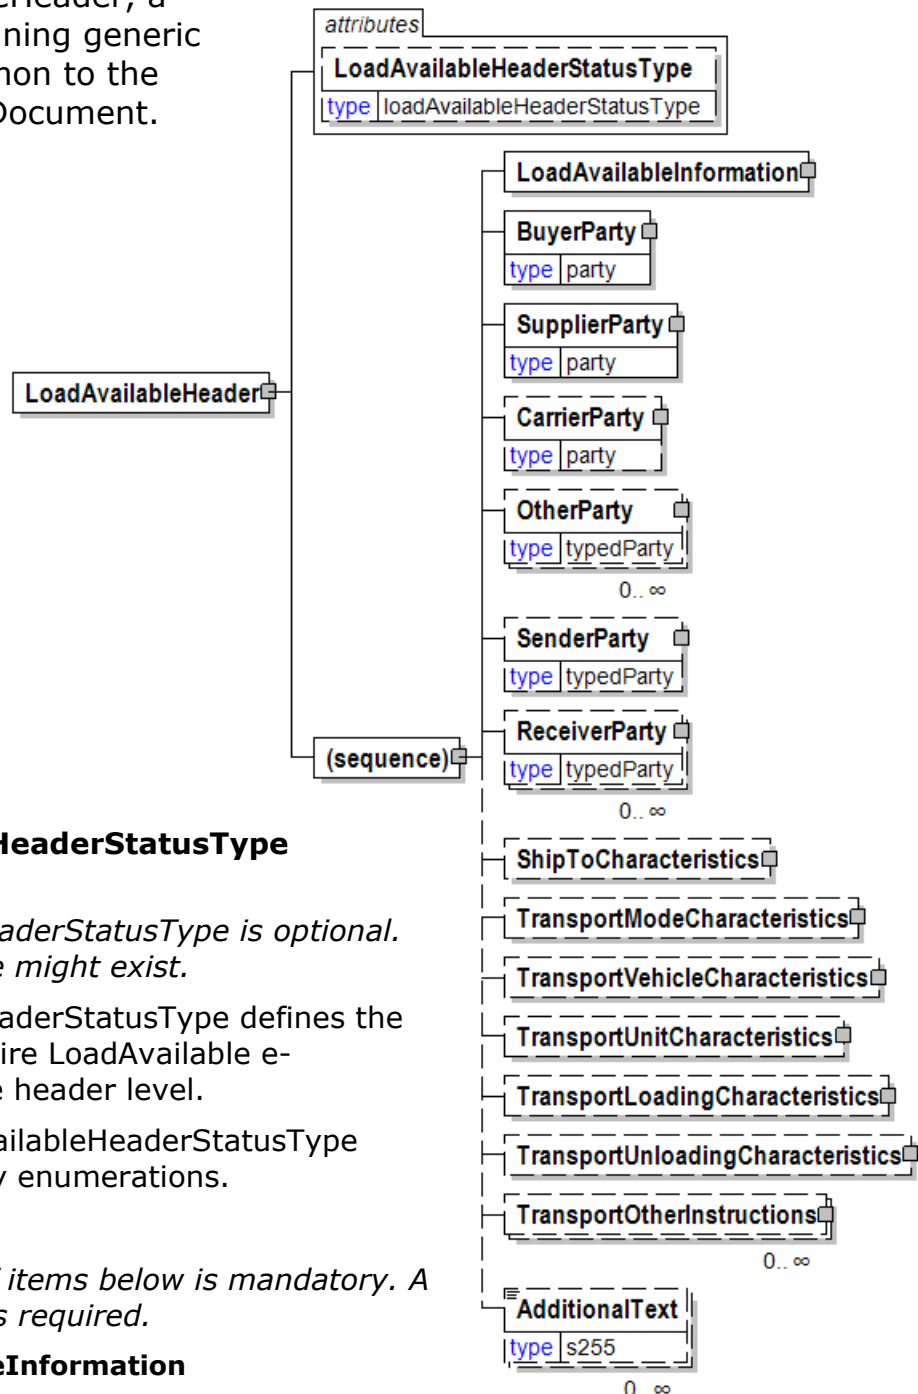 ning generic
mon to the
Document.
HeaderStatusType
aderStatusType is optional.
e might exist.
aderStatusType defines the
ire LoadAvailable e-
e header level.
ailableHeaderStatusType
y enumerations.
items below is mandatory. A
s required.
eInformation
LoadAvailableHeader
attributes
LoadAvailableHeaderStatusType
type loadAvailableHeaderStatusType
(sequence)
LoadAvailableInformation
BuyerParty
type party
SupplierParty
type party
CarrierParty
type party
OtherParty
type typedParty
0.. ∞
SenderParty
type typedParty
ReceiverParty
type typedParty
0.. ∞
ShipToCharacteristics
TransportModeCharacteristics
TransportVehicleCharacteristics
TransportUnitCharacteristics
TransportLoadingCharacteristics
TransportUnloadingCharacteristics
TransportOtherInstructions
0.. ∞
AdditionalText
type s255
0.. ∞